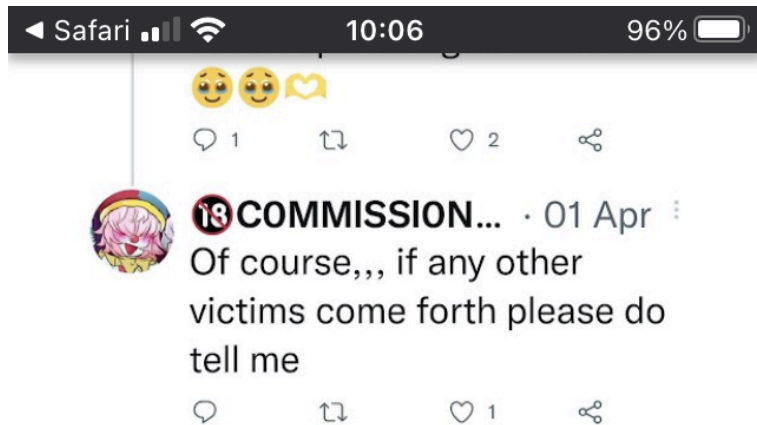 ◀ Safari 10:06 96%
🥹🥹🫶
1 2
🔞COMMISSION... · 01 Apr
Of course,,, if any other
victims come forth please do
tell me
1